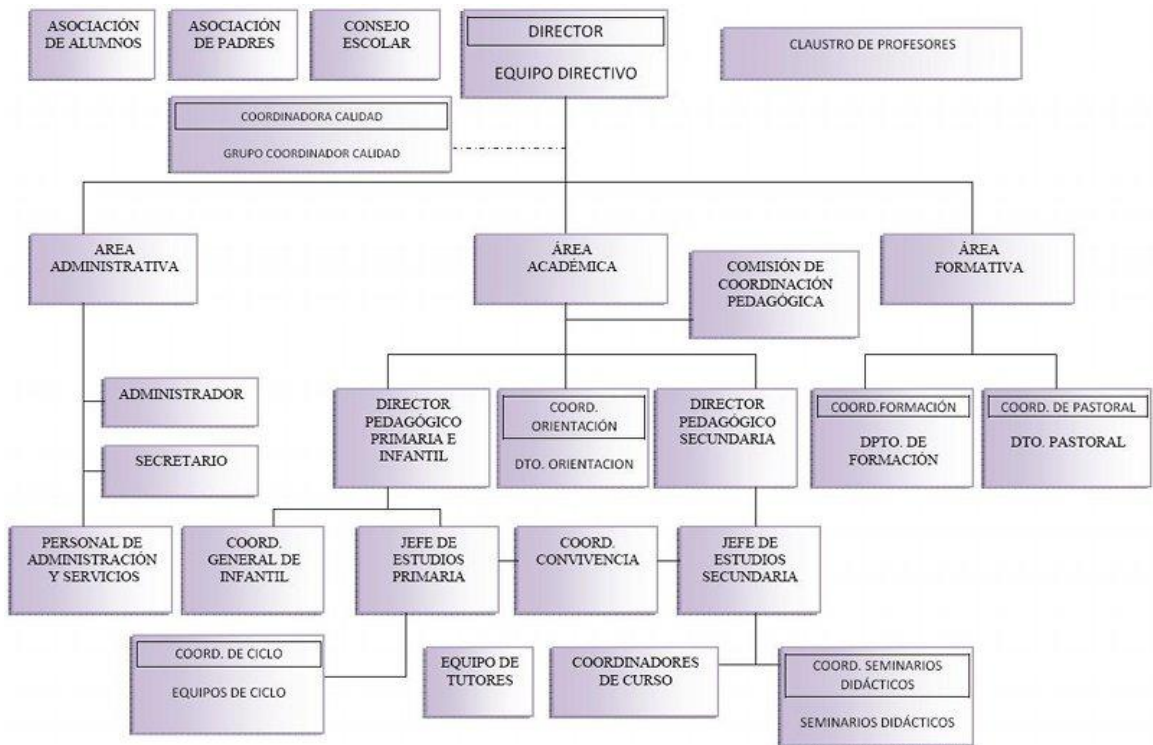 ASOCIACIÓN
DE ALUMNOS
ASOCIACIÓN
DE PADRES
CONSEJO
ESCOLAR
DIRECTOR
EQUIPO DIRECTIVO
CLAUSTRO DE PROFESORES
COORDINADORA CALIDAD
GRUPO COORDINADOR CALIDAD
AREA
ADMINISTRATIVA
ÁREA
ACADÉMICA
ÁREA
FORMATIVA
COMISIÓN DE
COORDINACIÓN
PEDAGÓGICA
ADMINISTRADOR
SECRETARIO
DIRECTOR
PEDAGÓGICO
PRIMARIA E
INFANTIL
COORD.
ORIENTACIÓN
DTO. ORIENTACION
DIRECTOR
PEDAGÓGICO
SECUNDARIA
COORD.FORMACIÓN
DPTO. DE
FORMACIÓN
COORD. DE PASTORAL
DTO. PASTORAL
PERSONAL DE
ADMINISTRACIÓN
Y SERVICIOS
COORD.
GENERAL DE
INFANTIL
JEFE DE
ESTUDIOS
PRIMARIA
COORD.
CONVIVENCIA
JEFE DE
ESTUDIOS
SECUNDARIA
COORD. DE CICLO
EQUIPOS DE CICLO
EQUIPO DE
TUTORES
COORDINADORES
DE CURSO
COORD. SEMINARIOS
DIDÁCTICOS
SEMINARIOS DIDÁCTICOS